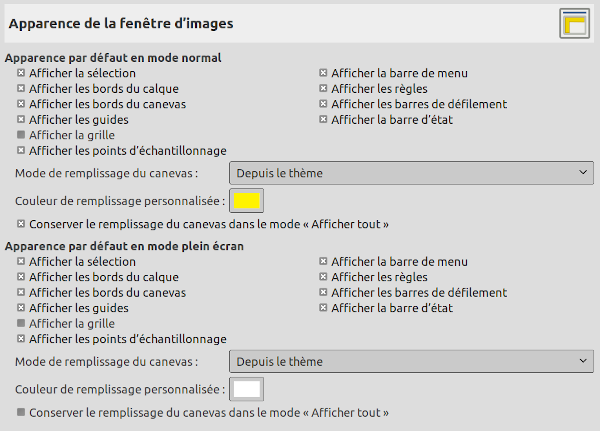 Apparence de la fenêtre d’images
Apparence par défaut en mode normal
Afficher la sélection
Afficher les bords du calque
Afficher les bords du canevas
Afficher les guides
Afficher la grille
Afficher les points d’échantillonnage
Afficher la barre de menu
Afficher les règles
Afficher les barres de défilement
Afficher la barre d’état
Mode de remplissage du canevas : Depuis le thème
Couleur de remplissage personnalisée :
Conserver le remplissage du canevas dans le mode « Afficher tout »
Apparence par défaut en mode plein écran
Afficher la sélection
Afficher les bords du calque
Afficher les bords du canevas
Afficher les guides
Afficher la grille
Afficher les points d’échantillonnage
Afficher la barre de menu
Afficher les règles
Afficher les barres de défilement
Afficher la barre d’état
Mode de remplissage du canevas : Depuis le thème
Couleur de remplissage personnalisée :
Conserver le remplissage du canevas dans le mode « Afficher tout »